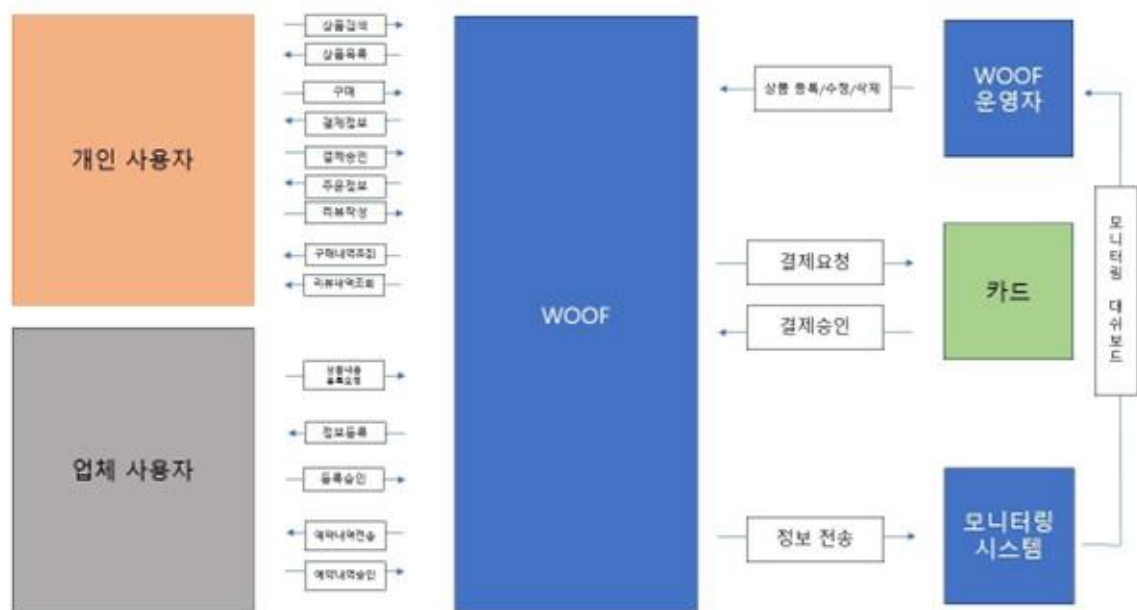 개인 사용자
상품검색
상품목록
구매
결제정보
결제승인
주문정보
리뷰작성
구매내역조회
리뷰내역조회
업체 사용자
상품내용
등록요청
정보등록
등록승인
예약내역전송
예약내역승인
WOOF
상품 등록/수정/삭제
WOOF
운영자
결제요청
결제승인
카드
정보 전송
모니터링
시스템
모니터링 대쉬보드